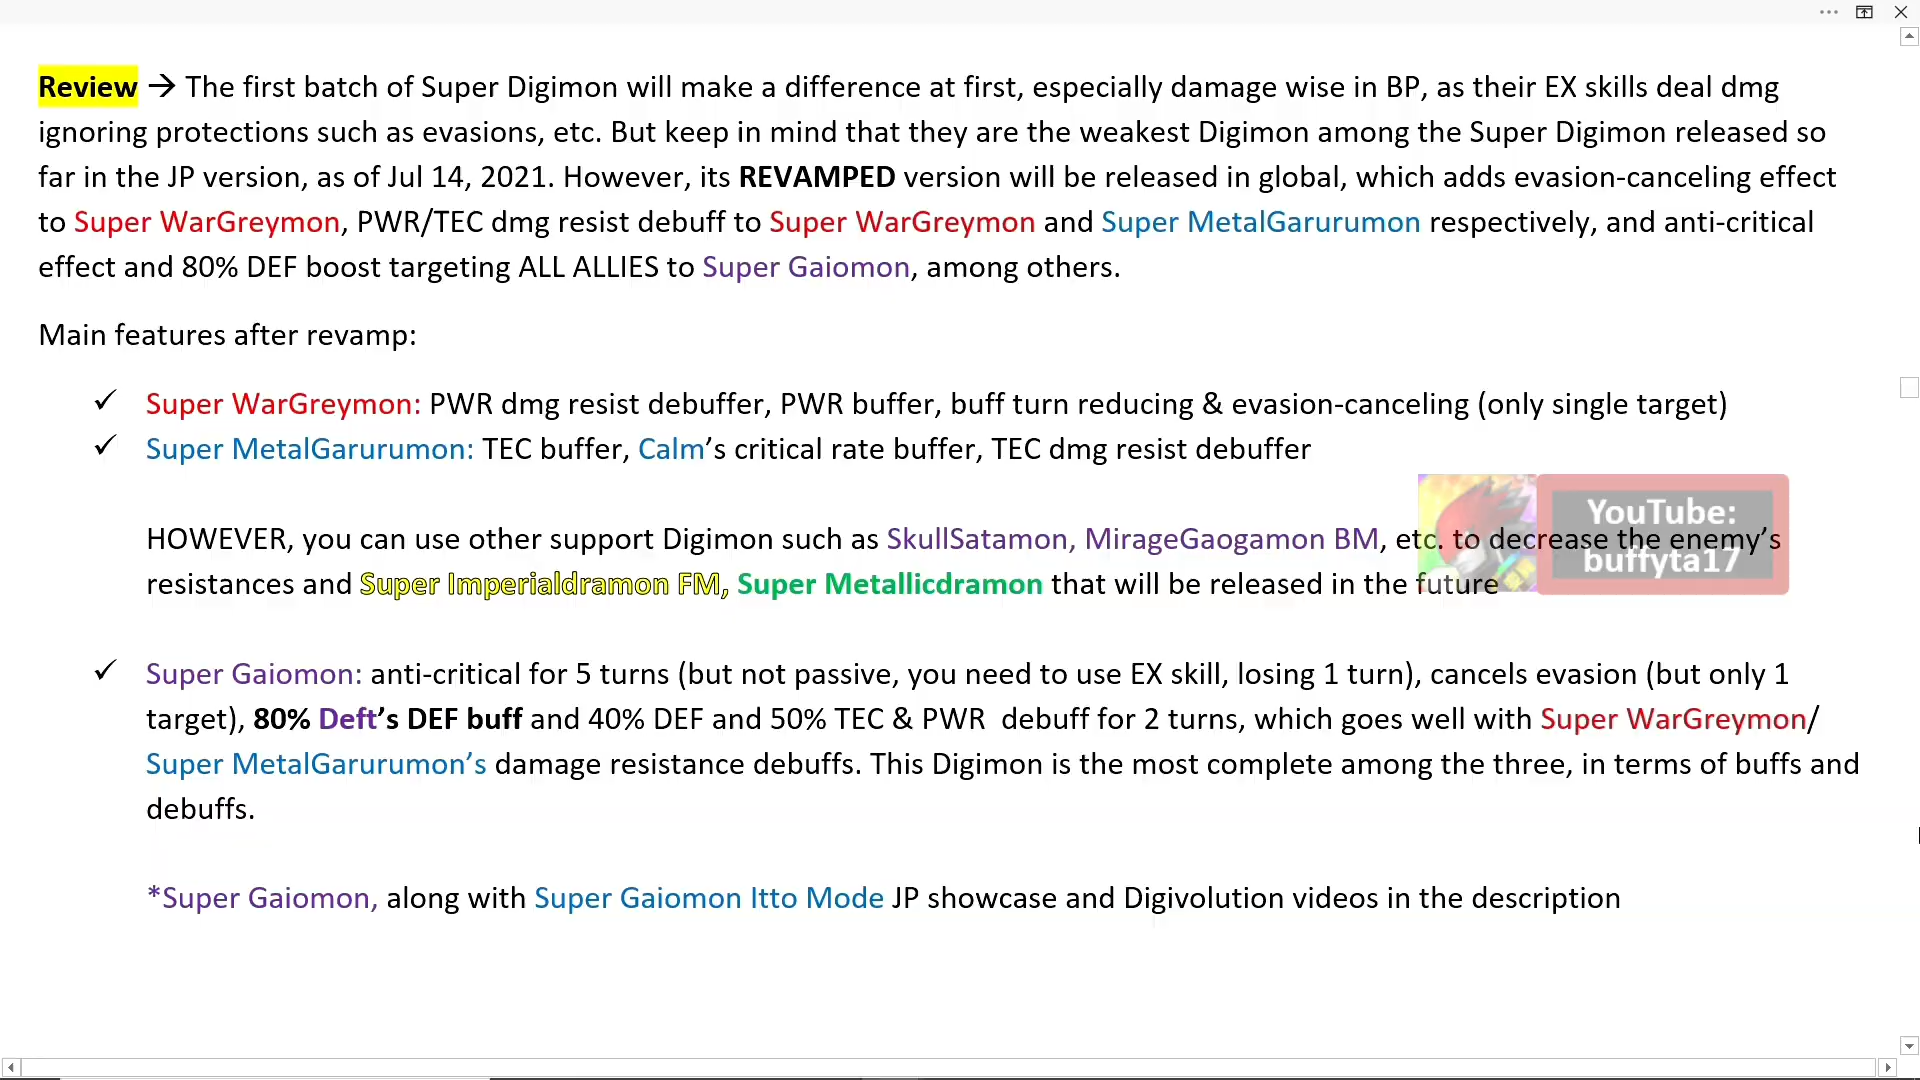 Review → The first batch of Super Digimon will make a difference at first, especially damage wise in BP, as their EX skills deal dmg
ignoring protections such as evasions, etc. But keep in mind that they are the weakest Digimon among the Super Digimon released so
far in the JP version, as of Jul 14, 2021. However, its REVAMPED version will be released in global, which adds evasion-canceling effect
to Super WarGreymon, PWR/TEC dmg resist debuff to Super WarGreymon and Super MetalGarurumon respectively, and anti-critical
effect and 80% DEF boost targeting ALL ALLIES to Super Gaiomon, among others.
Main features after revamp:
✓ Super WarGreymon: PWR dmg resist debuffer, PWR buffer, buff turn reducing & evasion-canceling (only single target)
✓ Super MetalGarurumon: TEC buffer, Calm's critical rate buffer, TEC dmg resist debuffer
HOWEVER, you can use other support Digimon such as SkullSatamon, MirageGaogamon BM, etc. to decrease the enemy's
resistances and Super Imperialdramon FM, Super Metallicdramon that will be released in the future
YouTube:
buffyta17
✓ Super Gaiomon: anti-critical for 5 turns (but not passive, you need to use EX skill, losing 1 turn), cancels evasion (but only 1
target), 80% Deft's DEF buff and 40% DEF and 50% TEC & PWR debuff for 2 turns, which goes well with Super WarGreymon/
Super MetalGarurumon's damage resistance debuffs. This Digimon is the most complete among the three, in terms of buffs and
debuffs.
*Super Gaiomon, along with Super Gaiomon Itto Mode JP showcase and Digivolution videos in the description